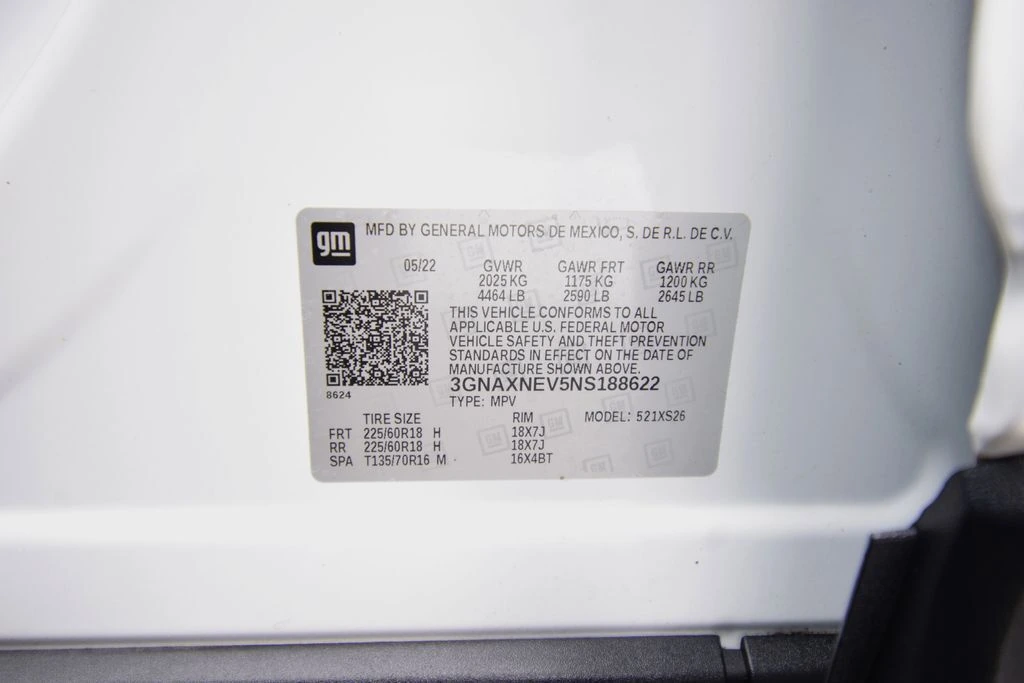 gm
MFD BY GENERAL MOTORS DE MEXICO, S. DE R.L. DE C.V.
05/22 GVWR GAWR FRT GAWR RR
2025 KG 1175 KG 1200 KG
4464 LB 2590 LB 2645 LB
THIS VEHICLE CONFORMS TO ALL
APPLICABLE U.S. FEDERAL MOTOR
VEHICLE SAFETY AND THEFT PREVENTION
STANDARDS IN EFFECT ON THE DATE OF
MANUFACTURE SHOWN ABOVE.
3GNAXNEV5NS188622
8624
TYPE: MPV
TIRE SIZE RIM MODEL: 521XS26
FRT 225/60R18 H 18X7J
RR 225/60R18 H 18X7J
SPA T135/70R16 M 16X4BT